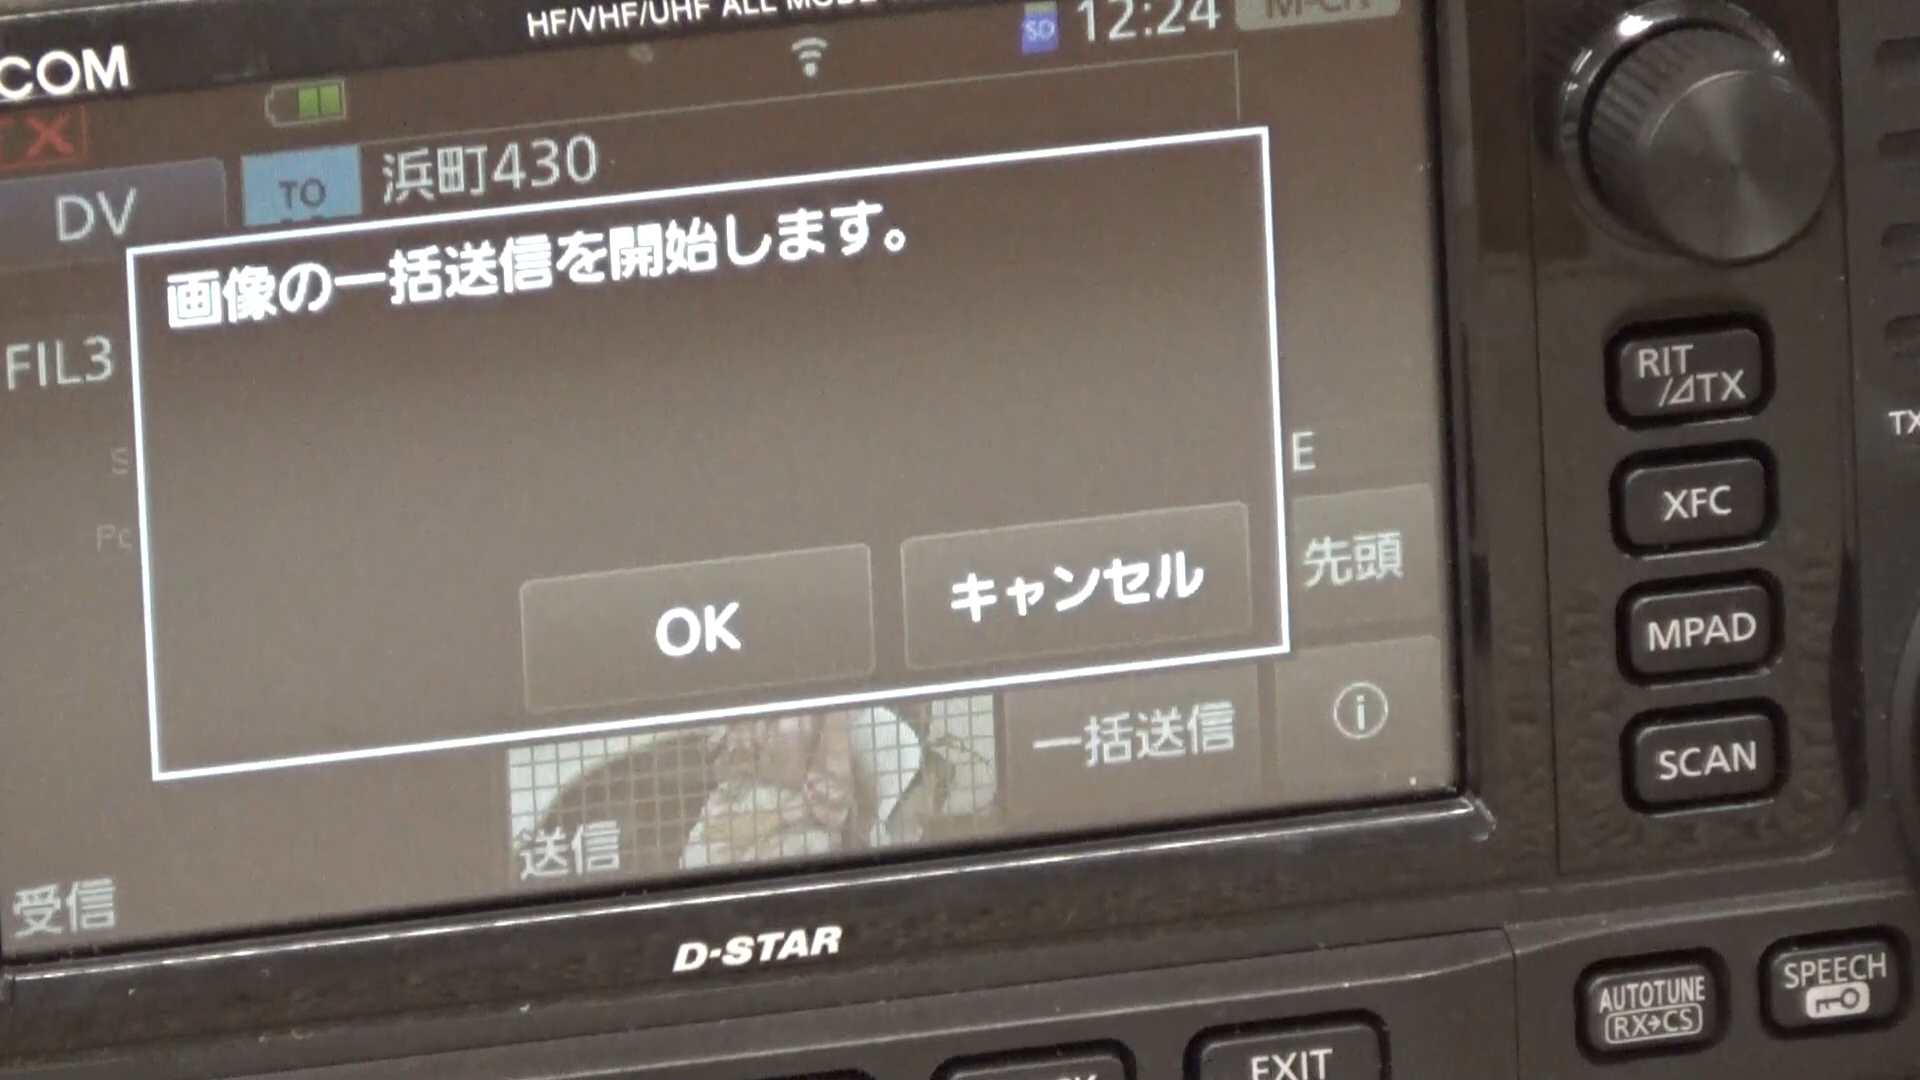 HF/VHF/UHF ALL MODE
COM
SD
12:24
TX
DV
TO
浜町430
画像の一括送信を開始します。
FIL3
E
OK
キャンセル
先頭
一括送信
i
送信
受信
D-STAR
RIT
/⊿TX
XFC
MPAD
SCAN
TX
AUTOTUNE
RX→CS
SPEECH
EXIT